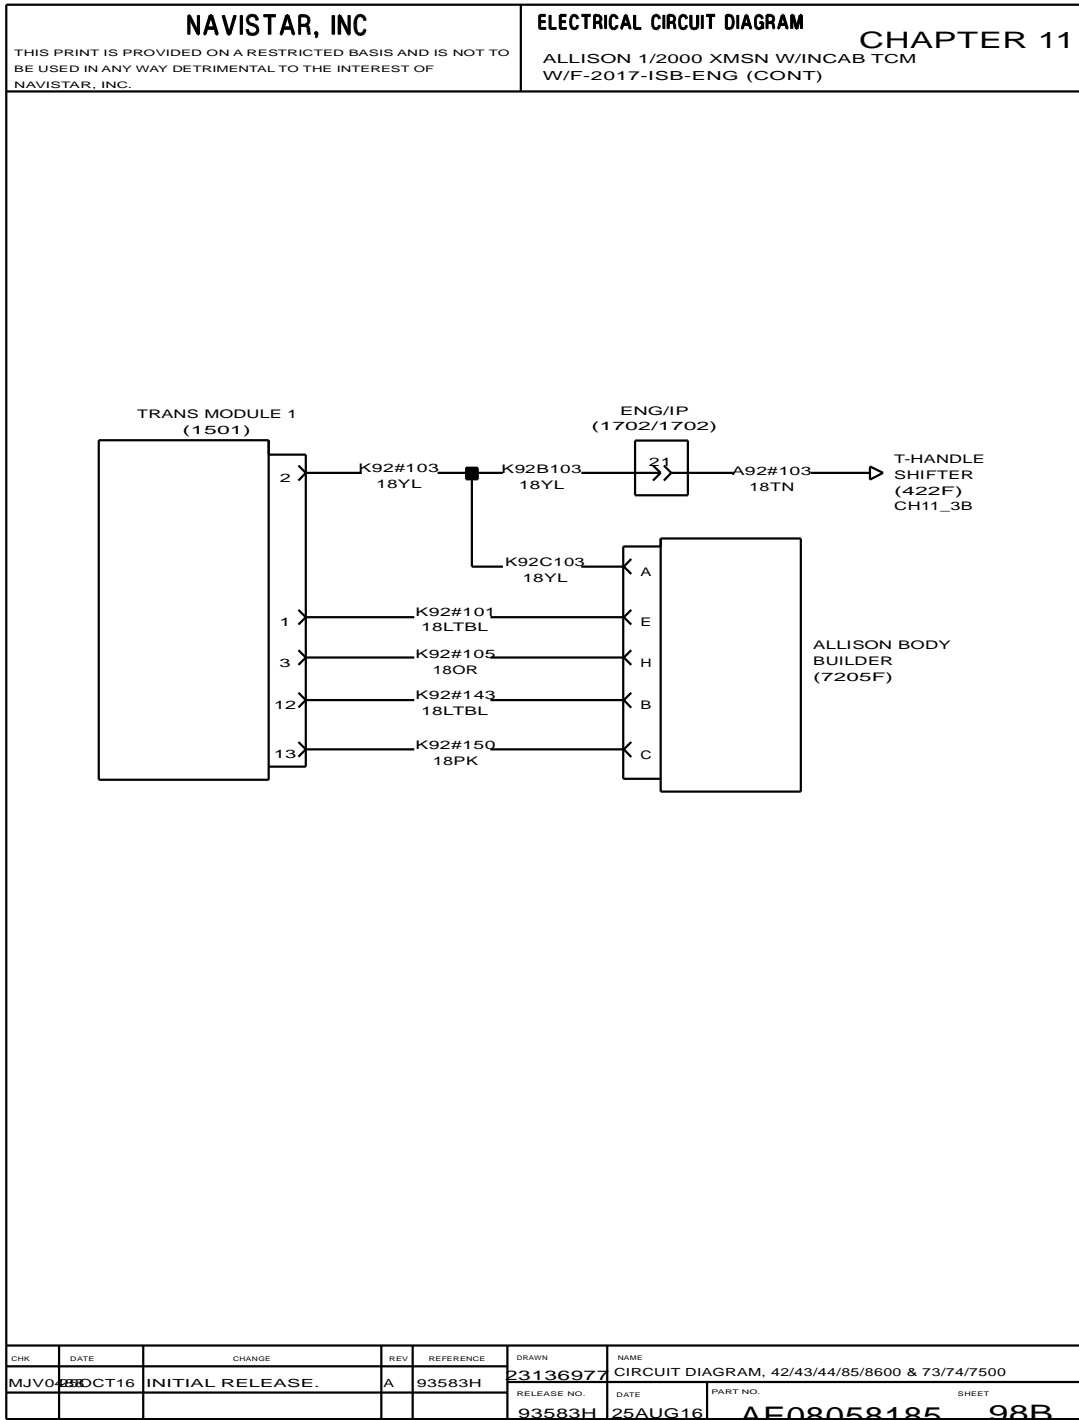 NAVISTAR, INC
THIS PRINT IS PROVIDED ON A RESTRICTED BASIS AND IS NOT TO
BE USED IN ANY WAY DETRIMENTAL TO THE INTEREST OF
NAVISTAR, INC.
ELECTRICAL CIRCUIT DIAGRAM
CHAPTER 11
ALLISON 1/2000 XMSN W/INCAB TCM
W/F-2017-ISB-ENG (CONT)
TRANS MODULE 1
(1501)
ENG/IP
(1702/1702)
2
K92#103
18YL
K92B103
18YL
21
A92#103
18TN
T-HANDLE
SHIFTER
(422F)
CH11_3B
K92C103
18YL
A
1
K92#101
18LTBL
E
3
K92#105
18OR
H
12
K92#143
18LTBL
B
13
K92#150
18PK
C
ALLISON BODY
BUILDER
(7205F)
CHK
DATE
CHANGE
REV
REFERENCE
DRAWN
NAME
OCT16
INITIAL RELEASE.
A
93583H
23136977
CIRCUIT DIAGRAM, 42/43/44/85/8600 & 73/74/7500
RELEASE NO.
DATE
PART NO.
SHEET
93583H
25AUG16
AE08058185
98B